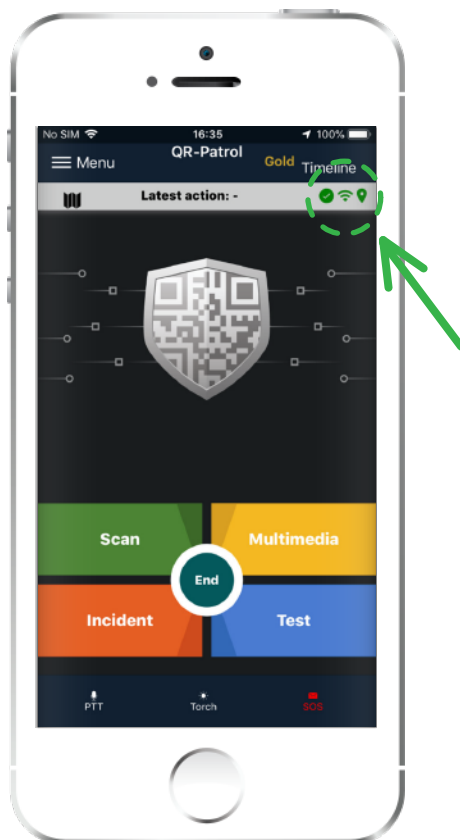 No SIM 16:35 100%
Menu QR-Patrol Gold Timeline
Latest action: -
Scan Multimedia
End
Incident Test
PTT Torch SOS